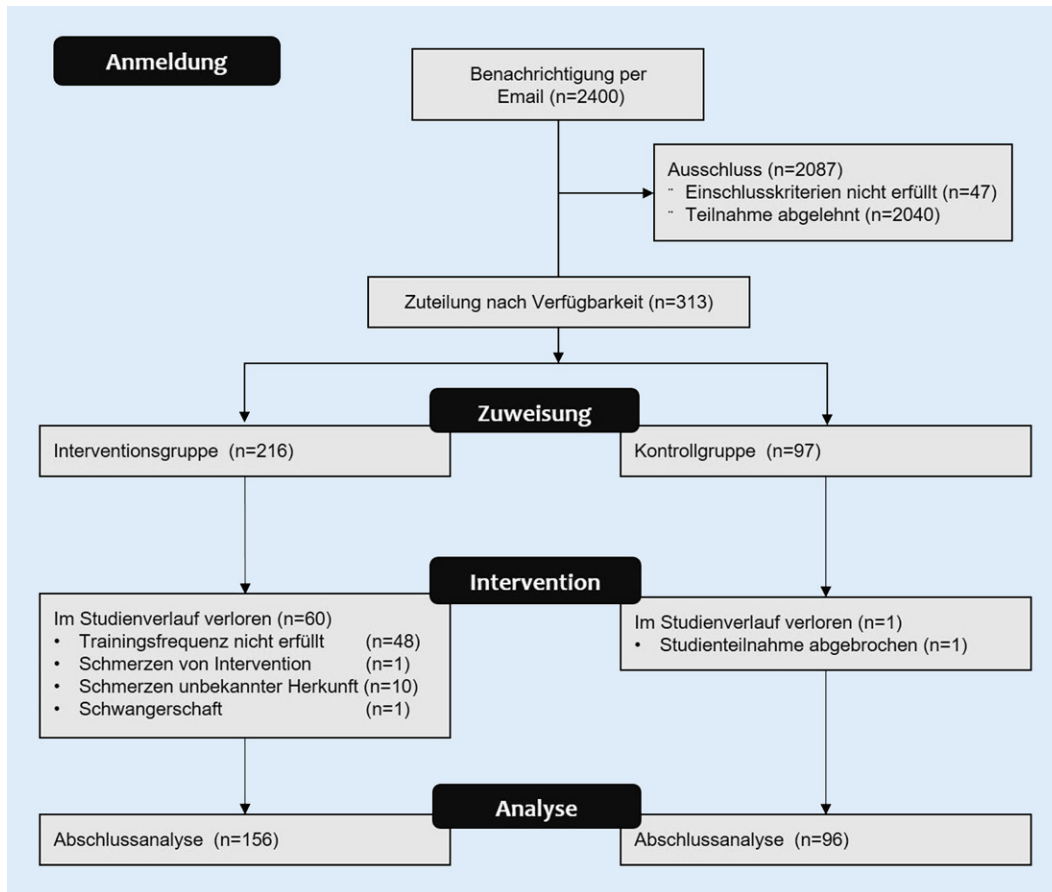 Anmeldung
Benachrichtigung per
Email (n=2400)
Ausschluss (n=2087)
¨ Einschlusskriterien nicht erfüllt (n=47)
¨ Teilnahme abgelehnt (n=2040)
Zuteilung nach Verfügbarkeit (n=313)
Zuweisung
Interventionsgruppe (n=216)
Kontrollgruppe (n=97)
Intervention
Im Studienverlauf verloren (n=60)
• Trainingsfrequenz nicht erfüllt (n=48)
• Schmerzen von Intervention (n=1)
• Schmerzen unbekannter Herkunft (n=10)
• Schwangerschaft (n=1)
Im Studienverlauf verloren (n=1)
• Studienteilnahme abgebrochen (n=1)
Analyse
Abschlussanalyse (n=156)
Abschlussanalyse (n=96)